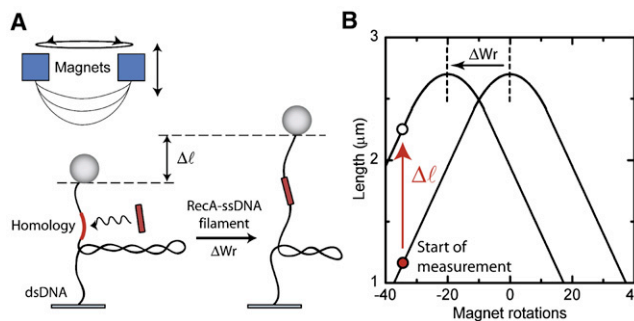 A
Magnets
Δℓ
Homology
RecA-ssDNA
filament
ΔWr
dsDNA
B
3
2
1
Length (μm)
ΔWr
Δℓ
Start of
measurement
-40 -20 0 20 4
Magnet rotations